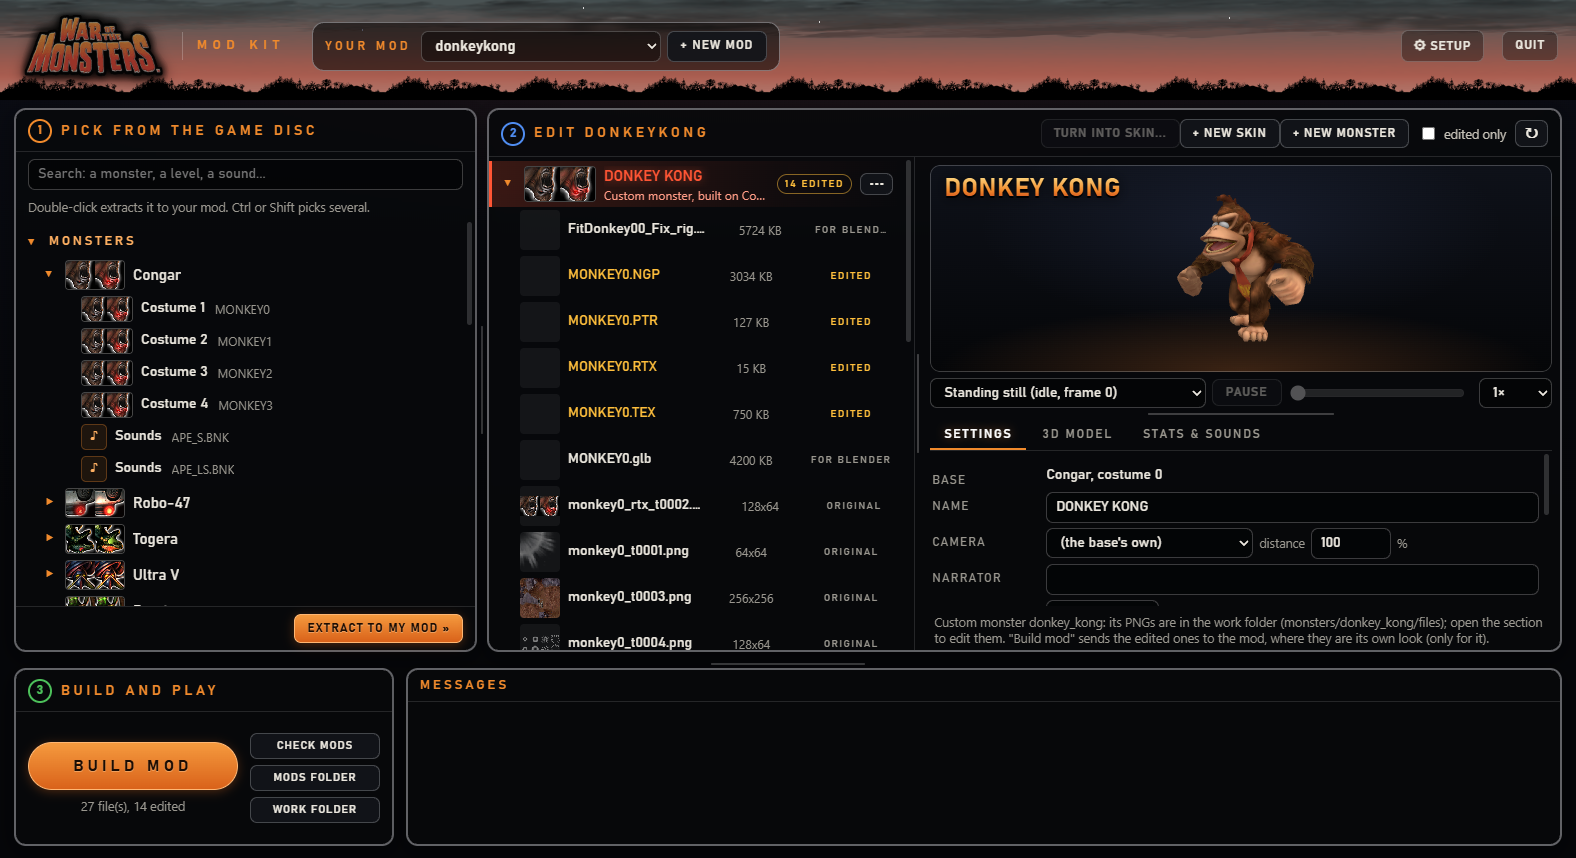 WAR OF THE MONSTERS
MOD KIT
YOUR MOD
donkeykong
+ NEW MOD
SETUP
QUIT
1 PICK FROM THE GAME DISC
Search: a monster, a level, a sound...
Double-click extracts it to your mod. Ctrl or Shift picks several.
MONSTERS
Congar
Costume 1 MONKEY0
Costume 2 MONKEY1
Costume 3 MONKEY2
Costume 4 MONKEY3
Sounds APE_S.BNK
Sounds APE_LS.BNK
Robo-47
Togera
Ultra V
EXTRACT TO MY MOD »
2 EDIT DONKEYKONG
TURN INTO SKIN...
+ NEW SKIN
+ NEW MONSTER
edited only
DONKEY KONG
Custom monster, built on Co...
14 EDITED
---
FitDonkey00_Fix_rig.... 5724 KB FOR BLEND...
MONKEY0.NGP 3034 KB EDITED
MONKEY0.PTR 127 KB EDITED
MONKEY0.RTX 15 KB EDITED
MONKEY0.TEX 750 KB EDITED
MONKEY0.glb 4200 KB FOR BLENDER
monkey0_rtx_t0002.... 128x64 ORIGINAL
monkey0_t0001.png 64x64 ORIGINAL
monkey0_t0003.png 256x256 ORIGINAL
monkey0_t0004.png 128x64 ORIGINAL
DONKEY KONG
Standing still (idle, frame 0)
PAUSE
1×
SETTINGS
3D MODEL
STATS & SOUNDS
BASE Congar, costume 0
NAME DONKEY KONG
CAMERA (the base's own) distance 100 %
NARRATOR
Custom monster donkey_kong: its PNGs are in the work folder (monsters/donkey_kong/files); open the section
to edit them. "Build mod" sends the edited ones to the mod, where they are its own look (only for it).
3 BUILD AND PLAY
BUILD MOD
27 file(s), 14 edited
CHECK MODS
MODS FOLDER
WORK FOLDER
MESSAGES